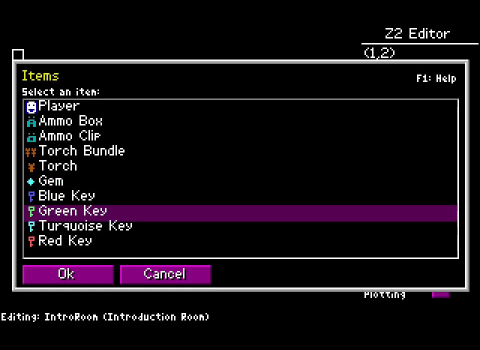 Z2 Editor
(1,2)
Items
F1: Help
Select an item:
Player
Ammo Box
Ammo Clip
Torch Bundle
Torch
Gem
Blue Key
Green Key
Turquoise Key
Red Key
Ok
Cancel
Plotting
Editing: IntroRoom (Introduction Room)